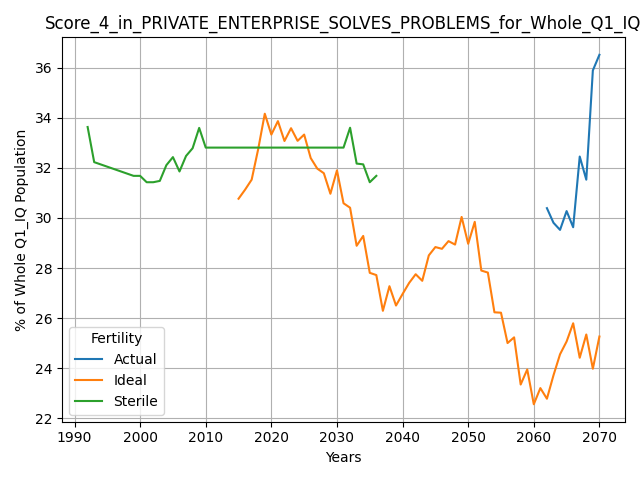 Score_4_in_PRIVATE_ENTERPRISE_SOLVES_PROBLEMS_for_Whole_Q1_IQ
% of Whole Q1_IQ Population
36
34
32
30
28
26
24
22
Fertility
Actual
Ideal
Sterile
1990 2000 2010 2020 2030 2040 2050 2060 2070
Years